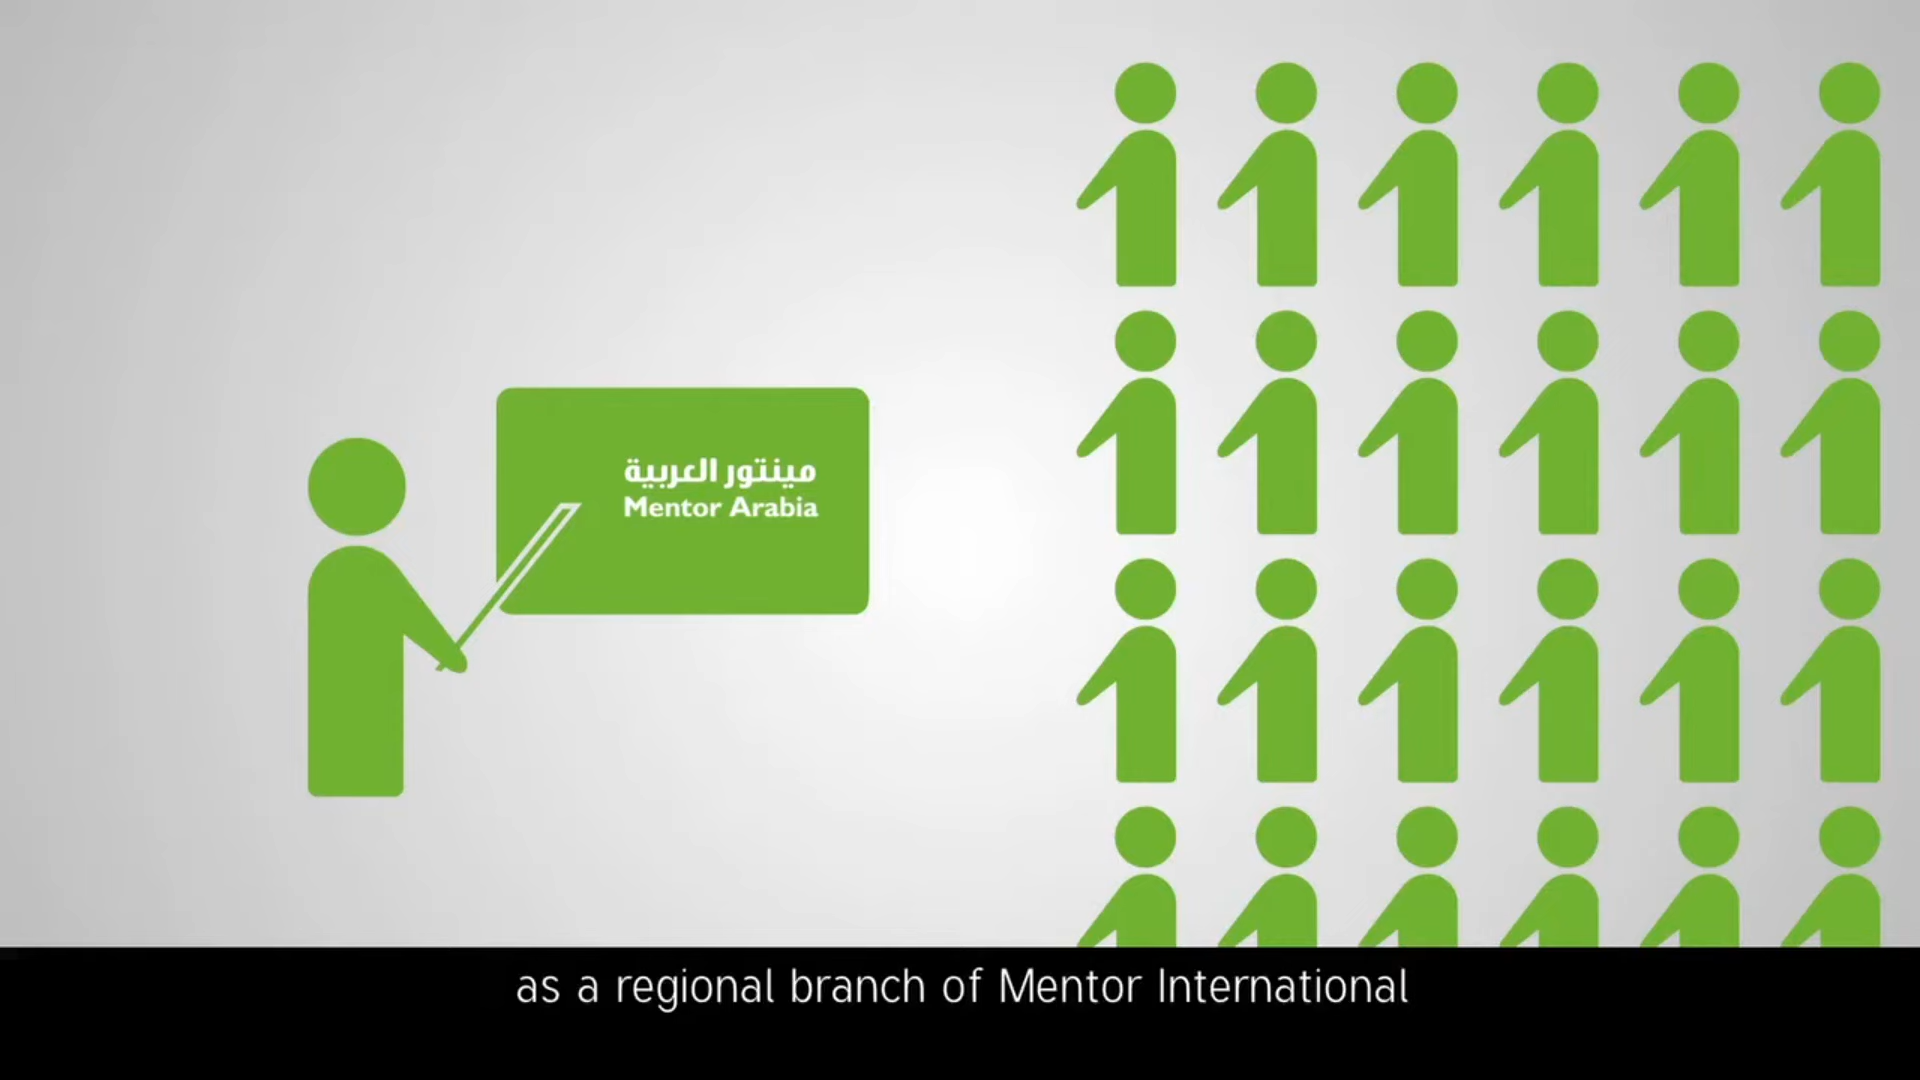 مينتور العربية
Mentor Arabia
as a regional branch of Mentor International